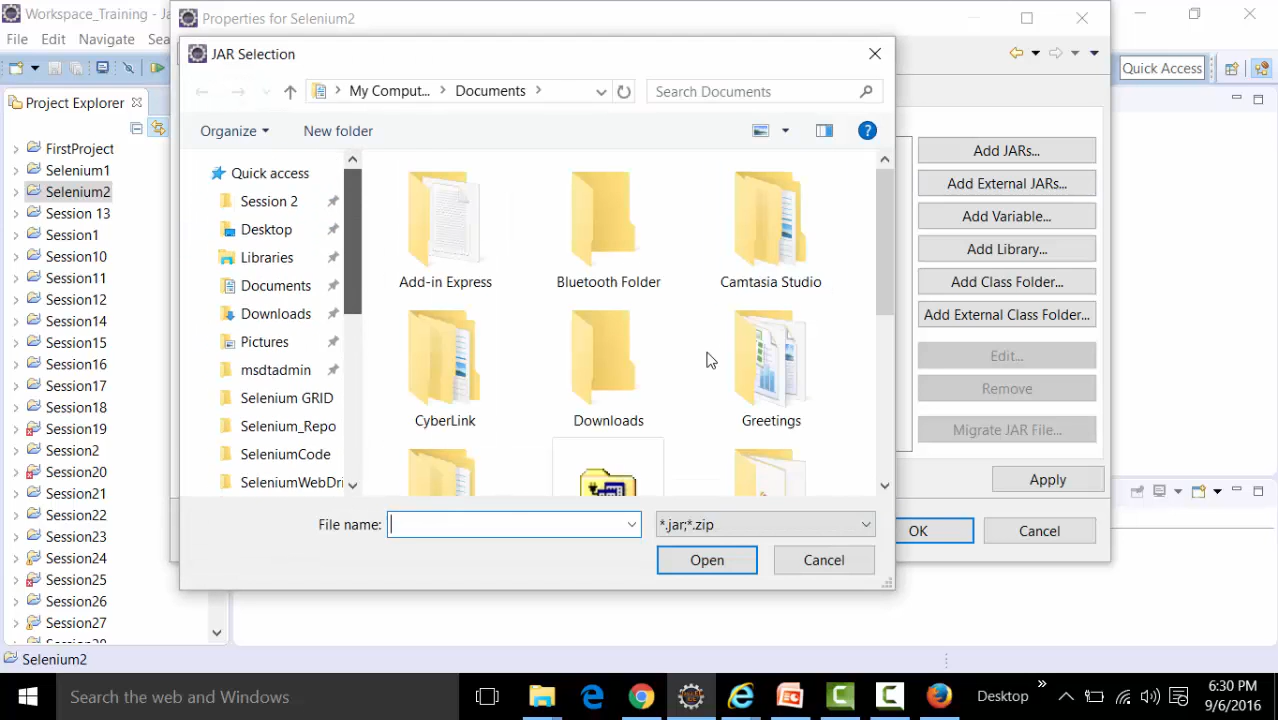 Workspace_Training - Ja
Properties for Selenium2
File
Edit
Navigate
Sea
JAR Selection
Quick Access
My Comput...
Documents
Search Documents
Project Explorer
Organize
New folder
FirstProject
Selenium1
Selenium2
Session 13
Session1
Session10
Session11
Session12
Session14
Session15
Session16
Session17
Session18
Session19
Session2
Session20
Session21
Session22
Session23
Session24
Session25
Session26
Session27
Quick access
Session 2
Desktop
Libraries
Documents
Downloads
Pictures
msdtadmin
Selenium GRID
Selenium_Repo
SeleniumCode
SeleniumWebDri
Add-in Express
Bluetooth Folder
Camtasia Studio
CyberLink
Downloads
Greetings
Add JARs...
Add External JARs...
Add Variable...
Add Library...
Add Class Folder...
Add External Class Folder...
Edit...
Remove
Migrate JAR File...
Apply
File name:
*.jar;*.zip
Open
Cancel
OK
Cancel
Selenium2
Search the web and Windows
Desktop
6:30 PM
9/6/2016